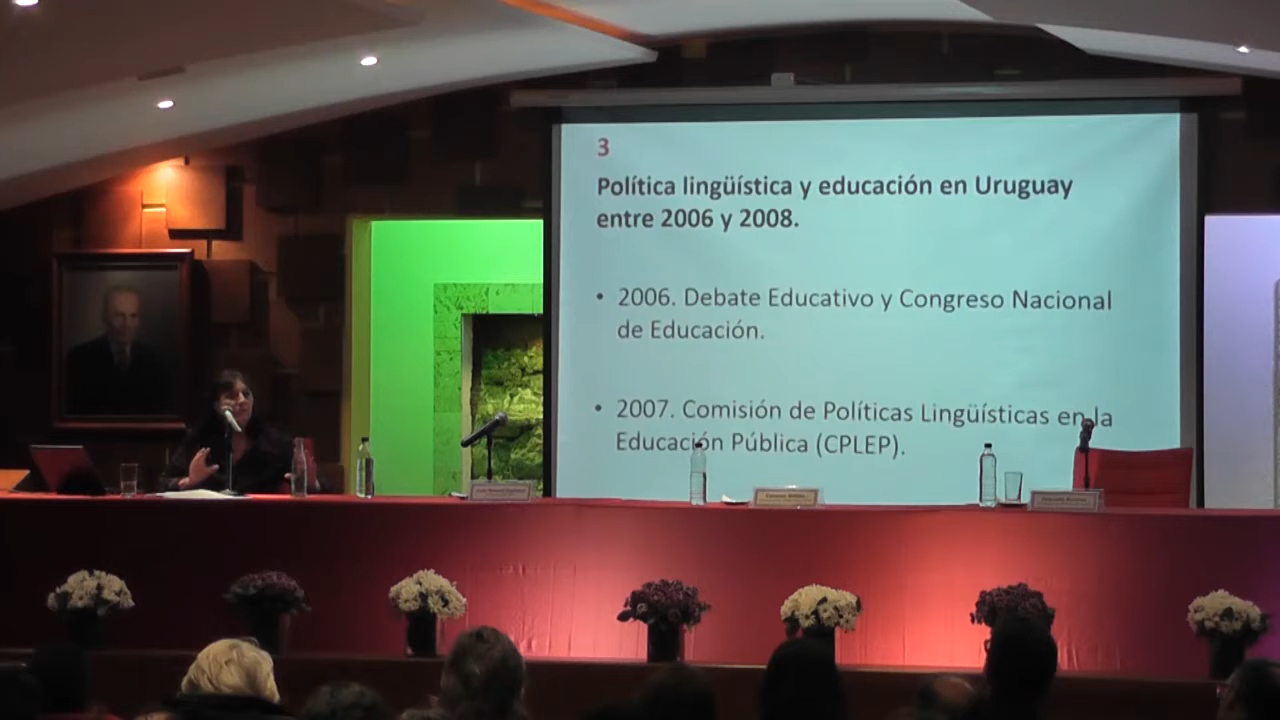 3
Política lingüística y educación en Uruguay
entre 2006 y 2008.
• 2006. Debate Educativo y Congreso Nacional
de Educación.
• 2007. Comisión de Políticas Lingüísticas en la
Educación Pública (CPLEP).